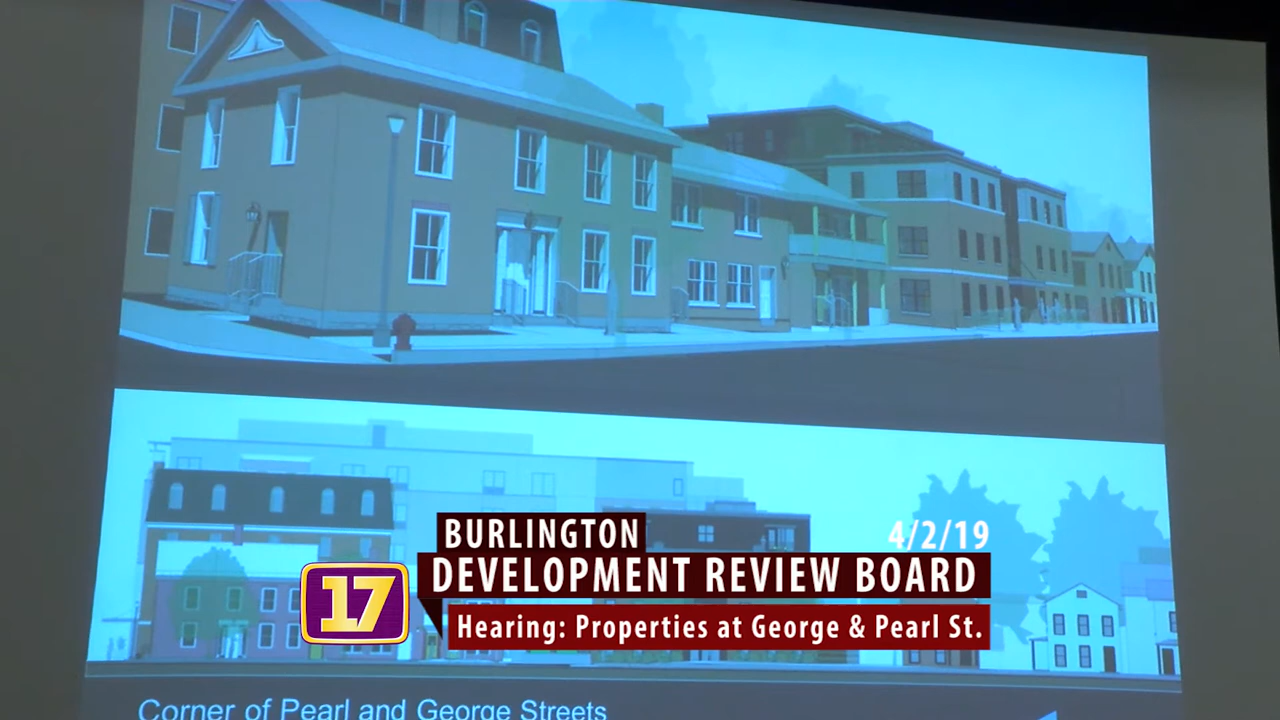 BURLINGTON
4/2/19
DEVELOPMENT REVIEW BOARD
17
Hearing: Properties at George & Pearl St.
Corner of Pearl and George Streets